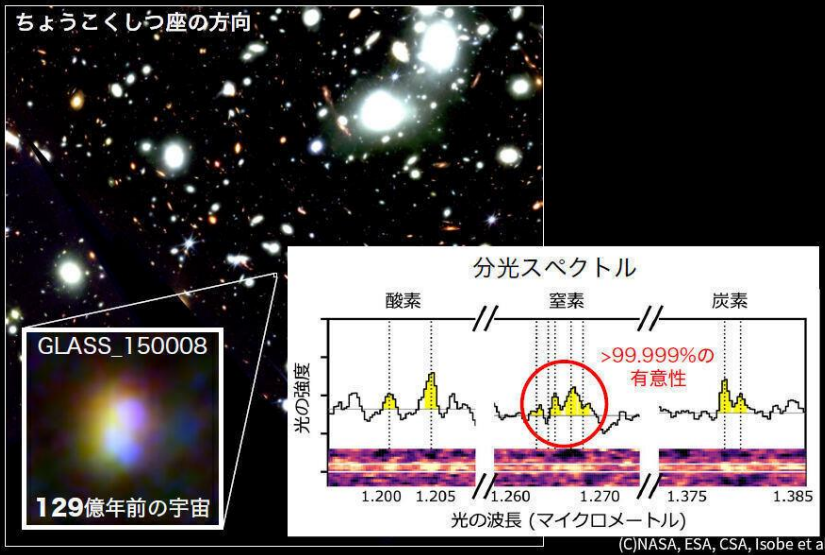 ちょうこくしつ座の方向
GLASS_150008
129億年前の宇宙
分光スペクトル
酸素
窒素
炭素
>99.999%の
有意性
光の強度
1.200 1.205 1.260 1.270 1.375 1.385
光の波長 (マイクロメートル)
(C)NASA, ESA, CSA, Isobe et a